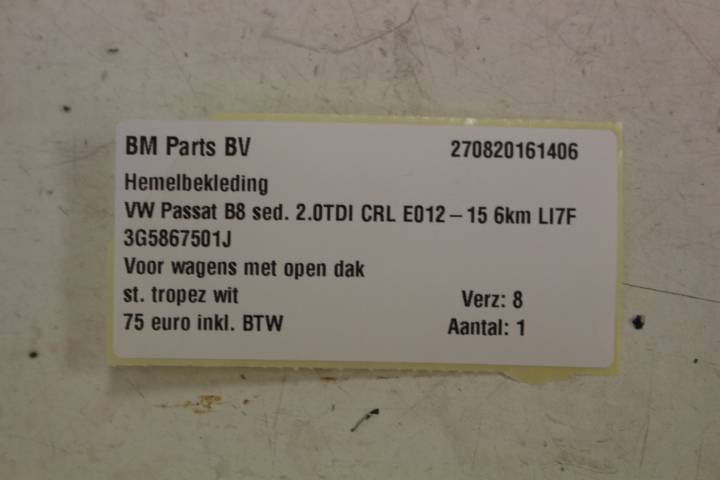 BM Parts BV 270820161406
Hemelbekleding
VW Passat B8 sed. 2.0TDI CRL E012 – 15 6km LI7F
3G5867501J
Voor wagens met open dak
st. tropez wit Verz: 8
75 euro inkl. BTW Aantal: 1